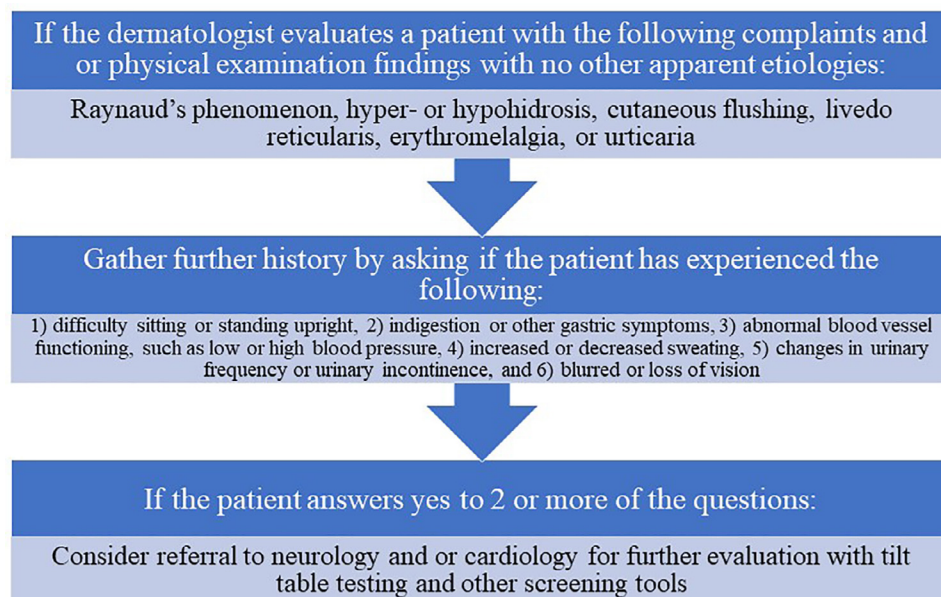 If the dermatologist evaluates a patient with the following complaints and
or physical examination findings with no other apparent etiologies:
Raynaud's phenomenon, hyper- or hypohidrosis, cutaneous flushing, livedo
reticularis, erythromelalgia, or urticaria
Gather further history by asking if the patient has experienced the
following:
1) difficulty sitting or standing upright, 2) indigestion or other gastric symptoms, 3) abnormal blood vessel
functioning, such as low or high blood pressure, 4) increased or decreased sweating, 5) changes in urinary
frequency or urinary incontinence, and 6) blurred or loss of vision
If the patient answers yes to 2 or more of the questions:
Consider referral to neurology and or cardiology for further evaluation with tilt
table testing and other screening tools